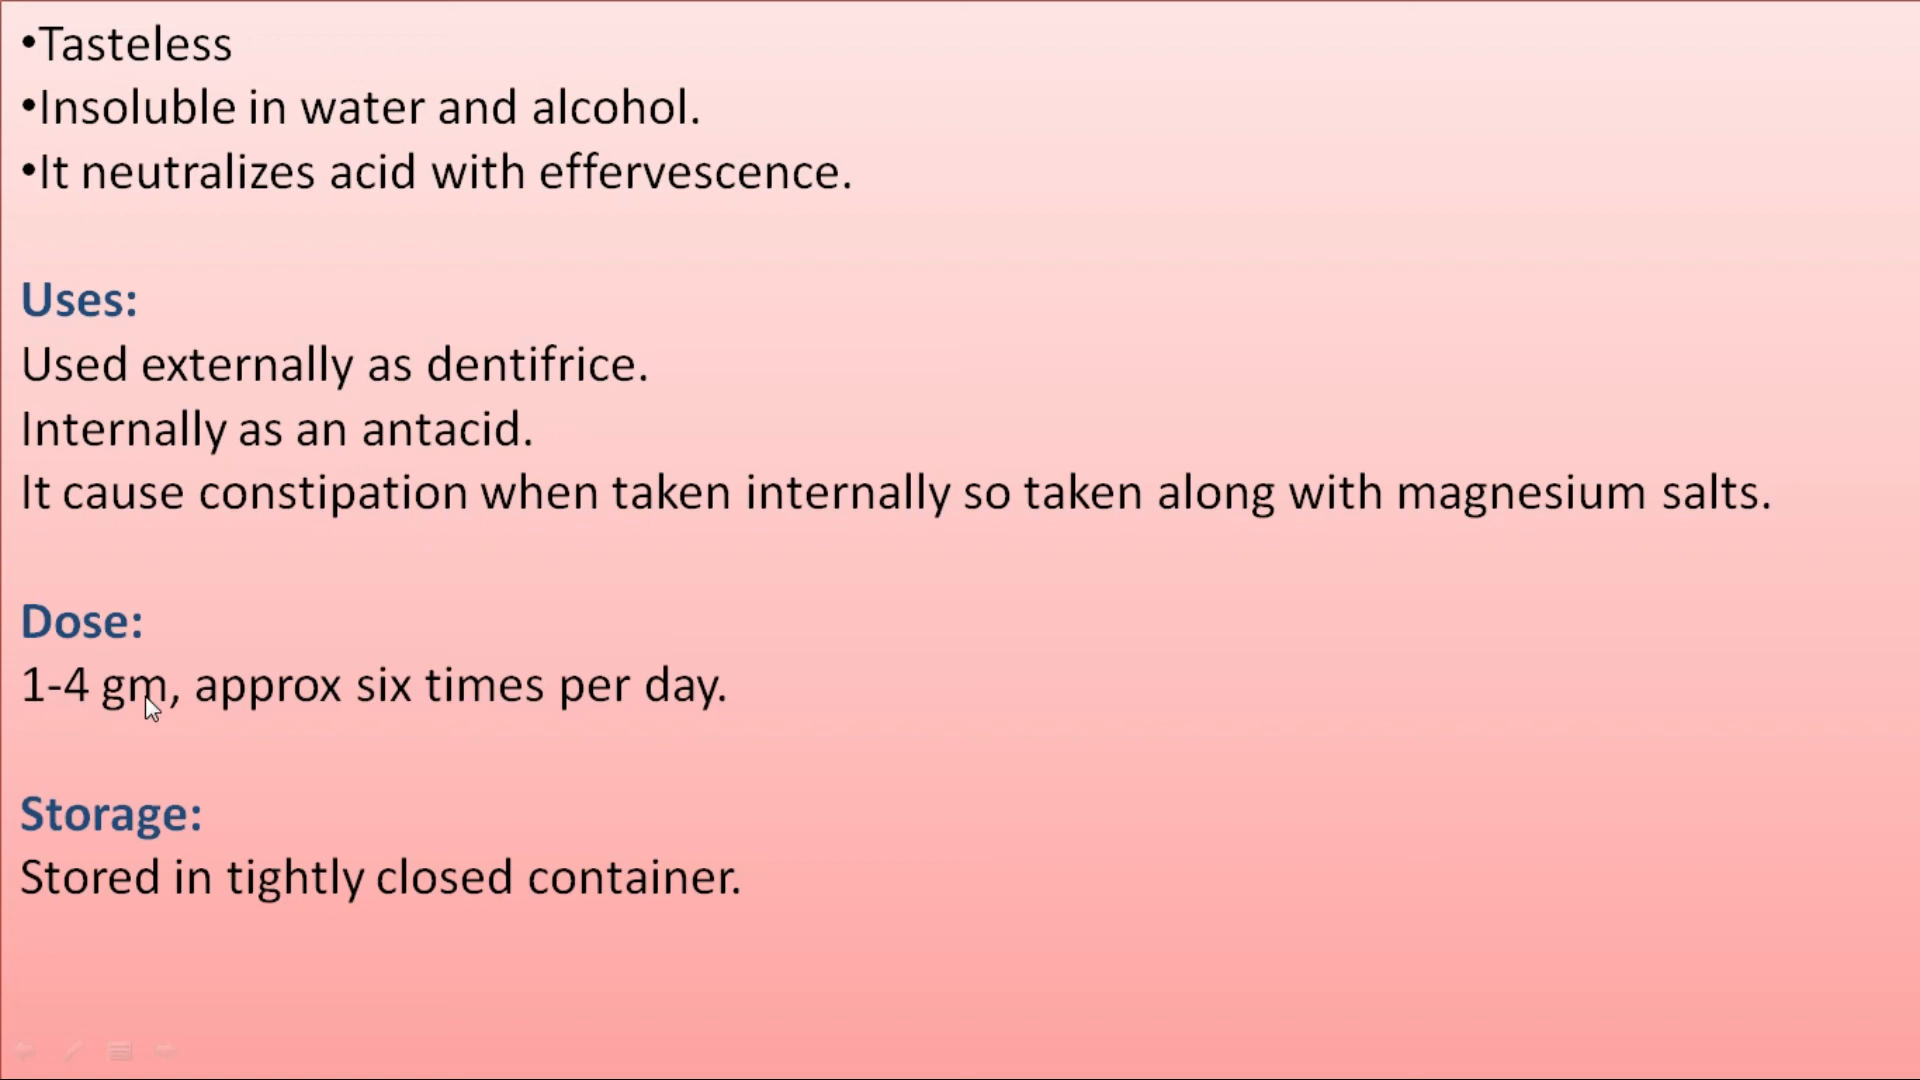 •Tasteless
•Insoluble in water and alcohol.
•It neutralizes acid with effervescence.
Uses:
Used externally as dentifrice.
Internally as an antacid.
It cause constipation when taken internally so taken along with magnesium salts.
Dose:
1-4 gm, approx six times per day.
Storage:
Stored in tightly closed container.